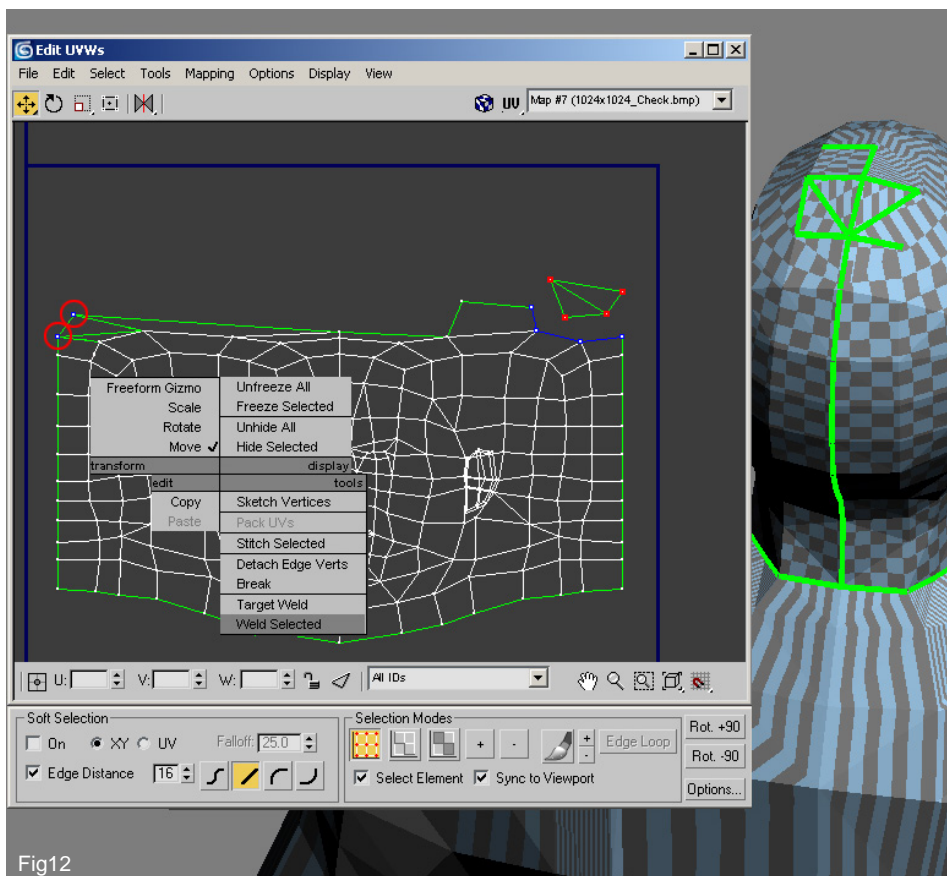 Edit UVWs
File Edit Select Tools Mapping Options Display View
UV Map #7 (1024x1024_Check.bmp)
Freeform Gizmo
Scale
Rotate
Move
transform
Unfreeze All
Freeze Selected
Unhide All
Hide Selected
display
edit
Copy
Paste
tools
Sketch Vertices
Pack UVs
Stitch Selected
Detach Edge Verts
Break
Target Weld
Weld Selected
U: V: W: All IDs
Soft Selection
On XY UV Falloff: 25.0
Edge Distance 16
Selection Modes
+ - + - Edge Loop
Select Element Sync to Viewport
Rot. +90
Rot. -90
Options...
Fig12